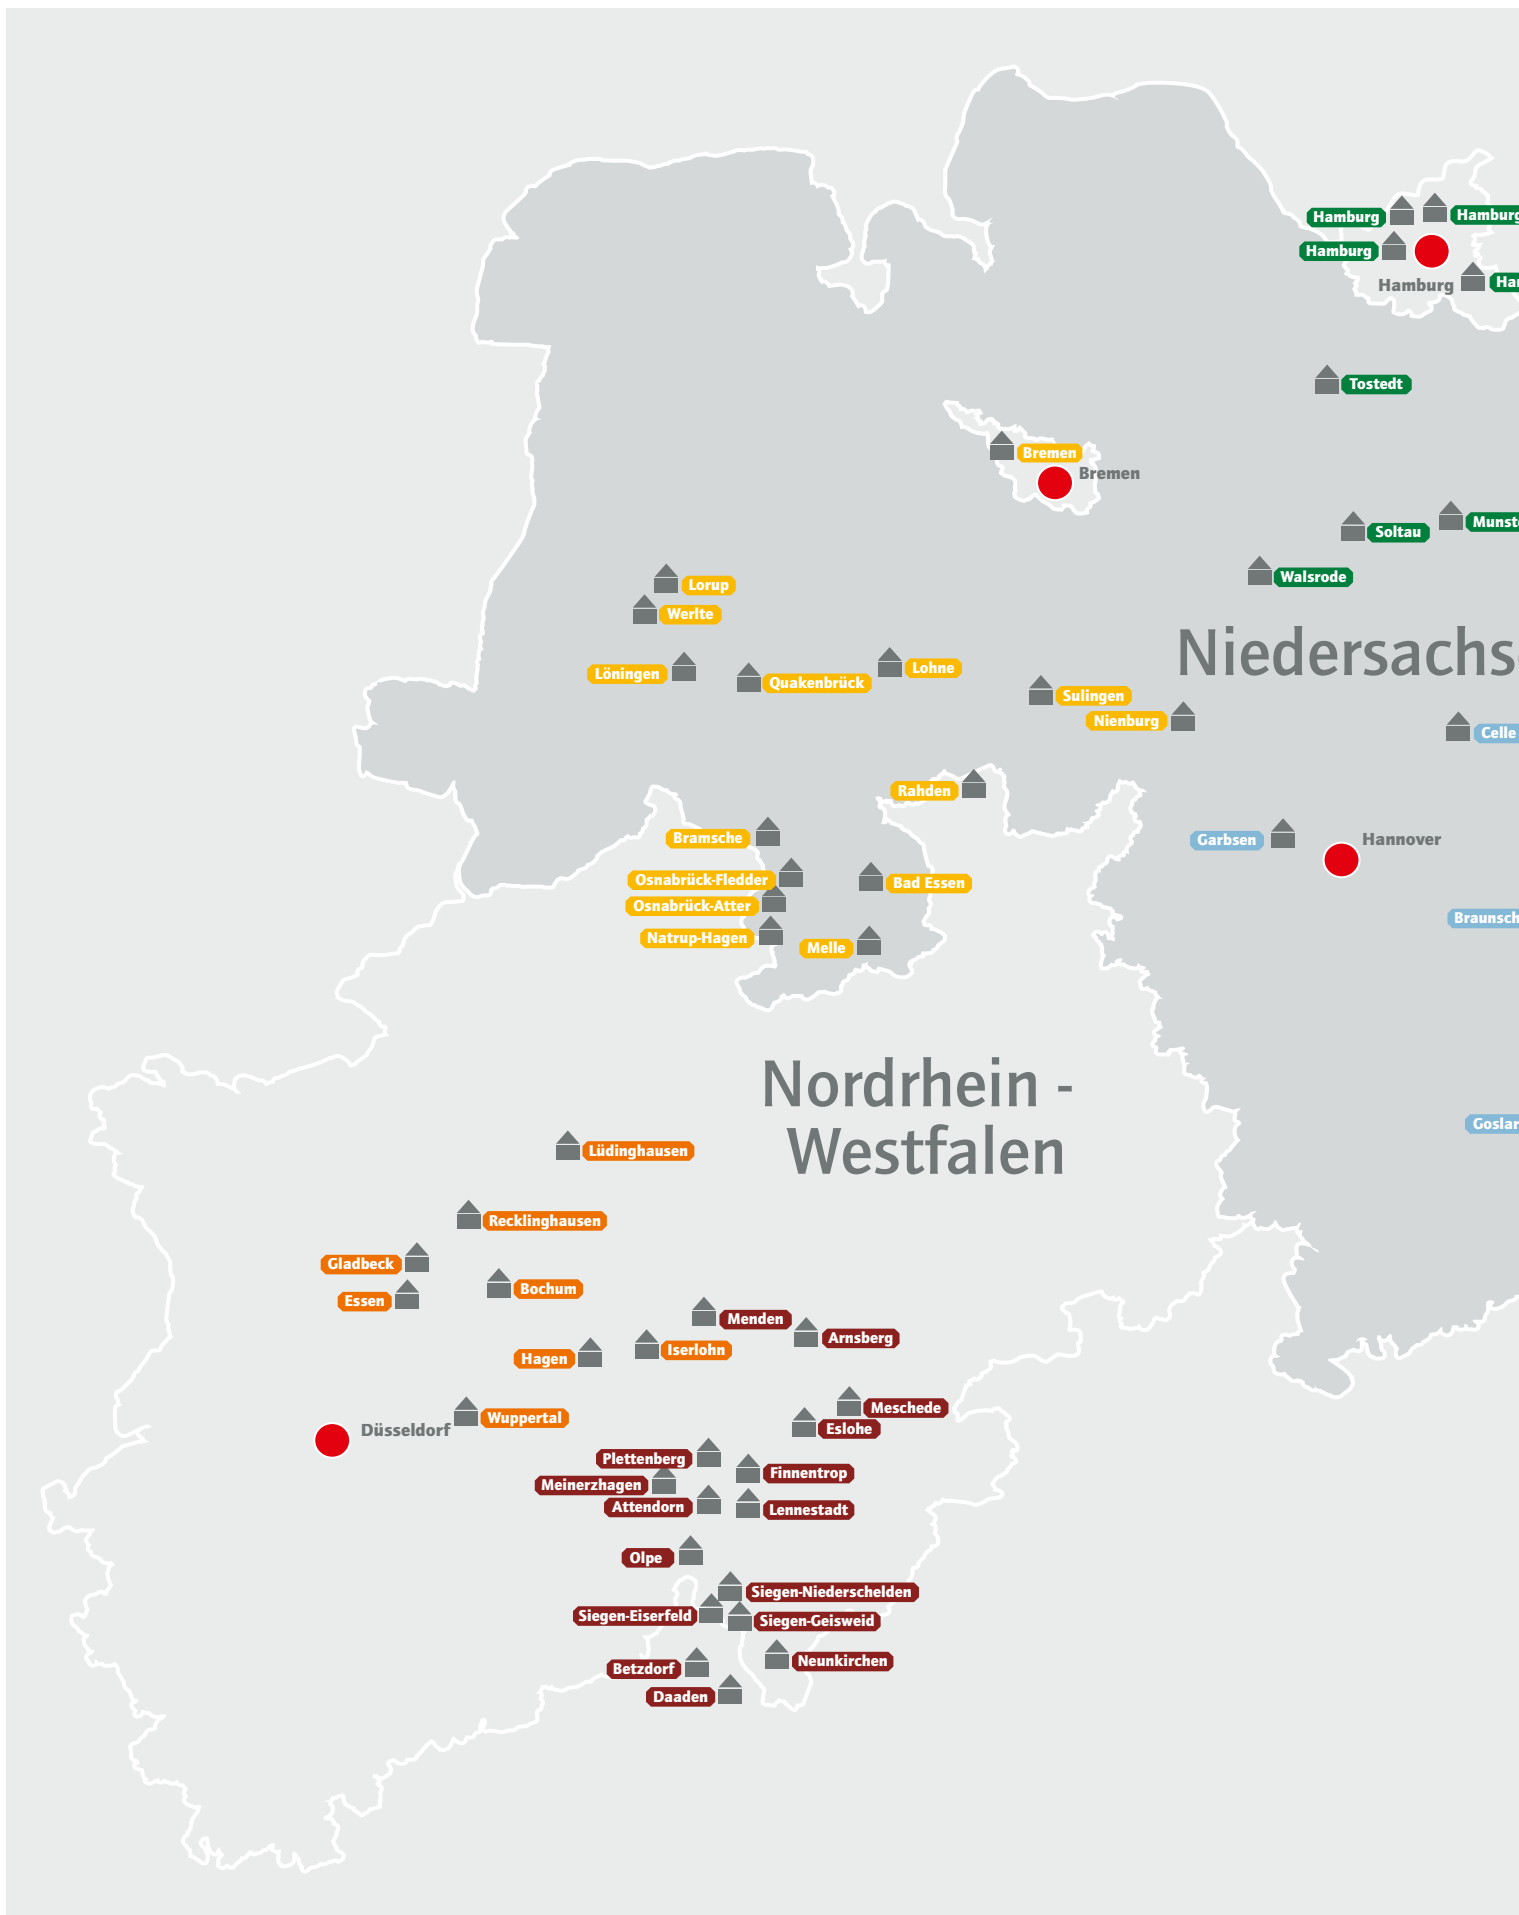 Hamburg
Hamburg
Hamburg
Hamburg
Ha
Tostedt
Bremen
Bremen
Soltau
Munst
Walsrode
Lorup
Werlte
Niedersachs
Löningen
Quakenbrück
Lohne
Sulingen
Nienburg
Celle
Rahden
Bramsche
Garbsen
Hannover
Osnabrück-Fledder
Bad Essen
Osnabrück-Atter
Braunsch
Natrup-Hagen
Melle
Nordrhein -
Westfalen
Goslar
Lüdinghausen
Recklinghausen
Gladbeck
Bochum
Essen
Menden
Arnsberg
Iserlohn
Hagen
Meschede
Wuppertal
Eslohe
Düsseldorf
Plettenberg
Finnentrop
Meinerzhagen
Attendorn
Lennestadt
Olpe
Siegen-Niederschelden
Siegen-Eiserfeld
Siegen-Geisweid
Neunkirchen
Betzdorf
Daaden